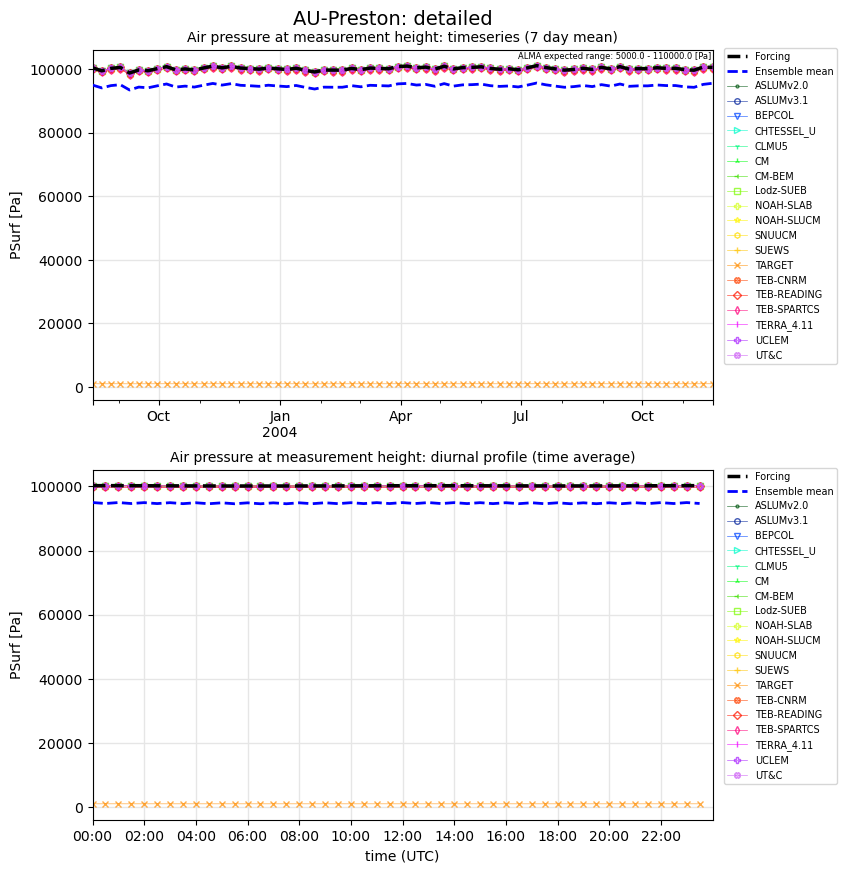 AU-Preston: detailed
Air pressure at measurement height: timeseries (7 day mean)
ALMA expected range: 5000.0 - 110000.0 [Pa]
100000
80000
60000
40000
20000
0
PSurf [Pa]
Oct
Jan
2004
Apr
Jul
Oct
Forcing
Ensemble mean
ASLUMv2.0
ASLUMv3.1
BEPCOL
CHTESSEL_U
CLMU5
CM
CM-BEM
Lodz-SUEB
NOAH-SLAB
NOAH-SLUCM
SNUUCM
SUEWS
TARGET
TEB-CNRM
TEB-READING
TEB-SPARTCS
TERRA_4.11
UCLEM
UT&C
Air pressure at measurement height: diurnal profile (time average)
100000
80000
60000
40000
20000
0
PSurf [Pa]
00:00 02:00 04:00 06:00 08:00 10:00 12:00 14:00 16:00 18:00 20:00 22:00
time (UTC)
Forcing
Ensemble mean
ASLUMv2.0
ASLUMv3.1
BEPCOL
CHTESSEL_U
CLMU5
CM
CM-BEM
Lodz-SUEB
NOAH-SLAB
NOAH-SLUCM
SNUUCM
SUEWS
TARGET
TEB-CNRM
TEB-READING
TEB-SPARTCS
TERRA_4.11
UCLEM
UT&C